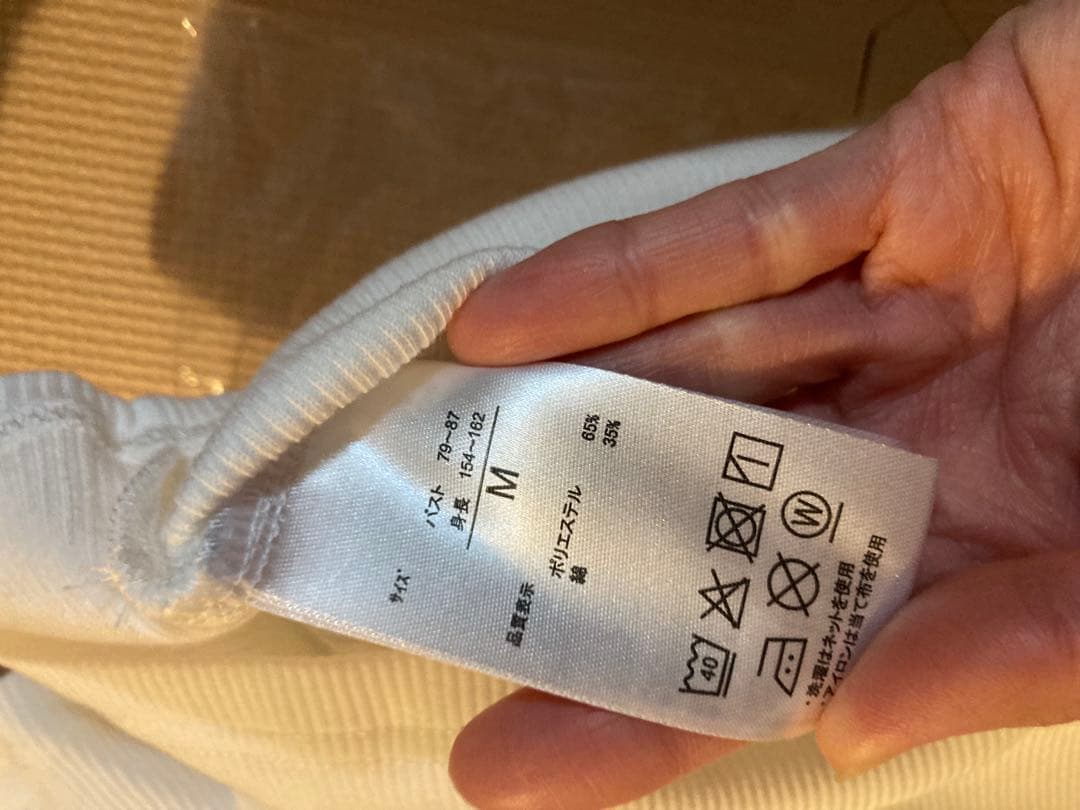 サイズ
バスト 79~87
身長 154~162
M
品質表示
ポリエステル 65%
綿 35%
40
W
・洗濯はネットを使用
・アイロンは当て布を使用